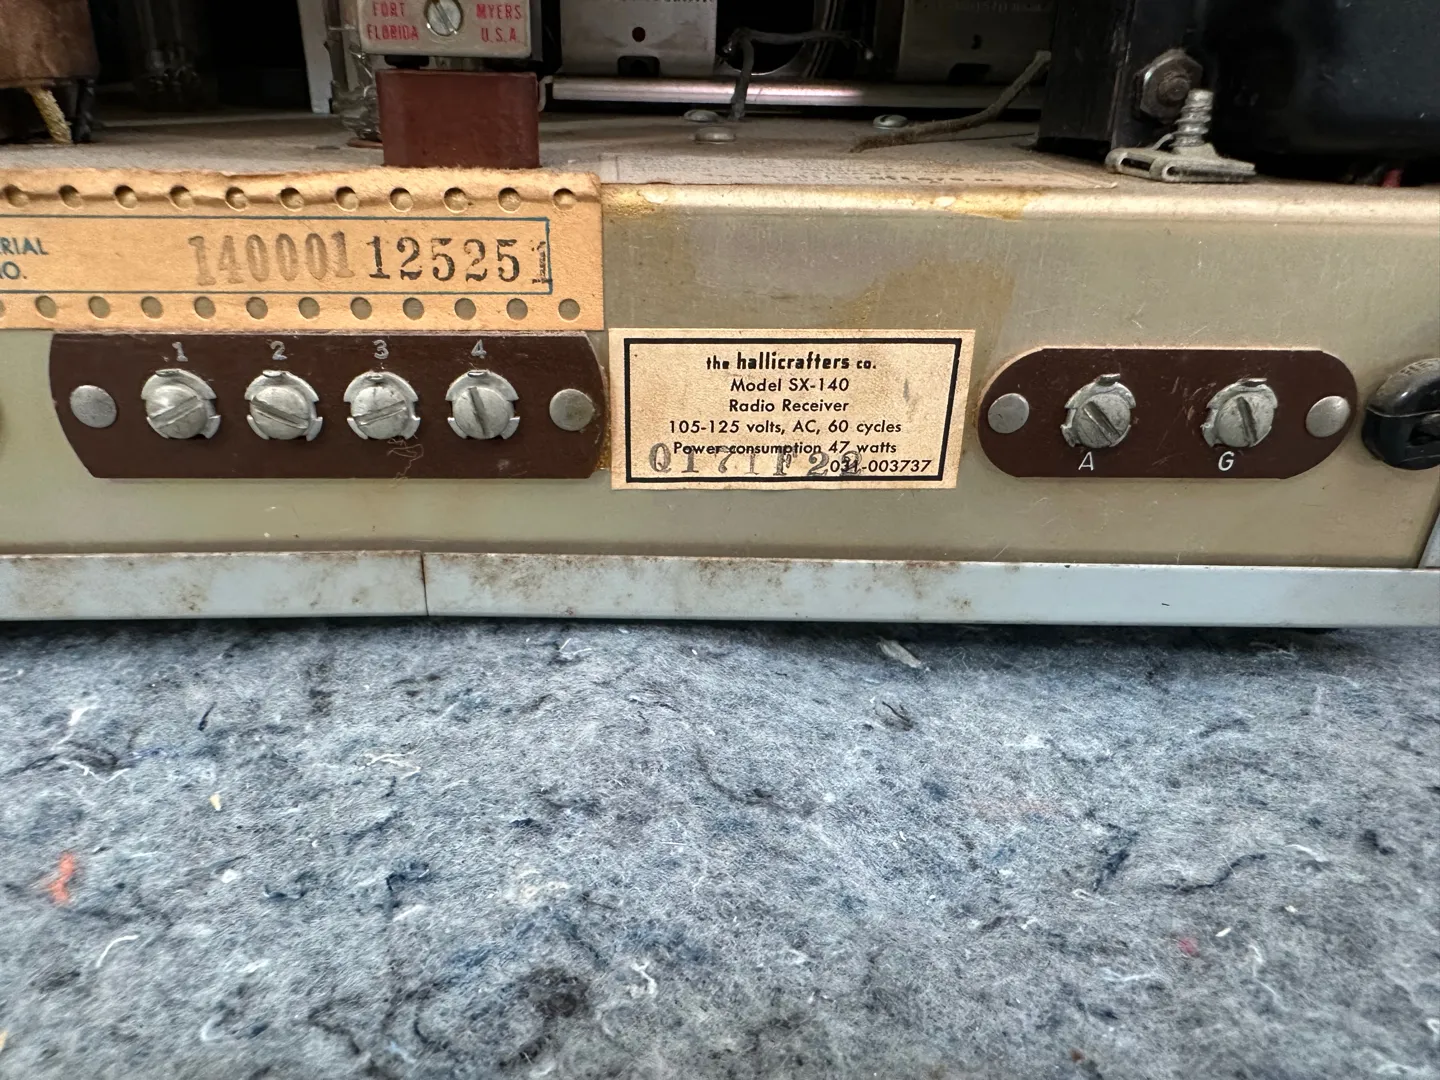 FORT MYERS
FLORIDA U.S.A.
RIAL
O.
140001125251
1 2 3 4
the hallicrafters co.
Model SX-140
Radio Receiver
105-125 volts, AC, 60 cycles
Power consumption 47 watts
031-003737
A G